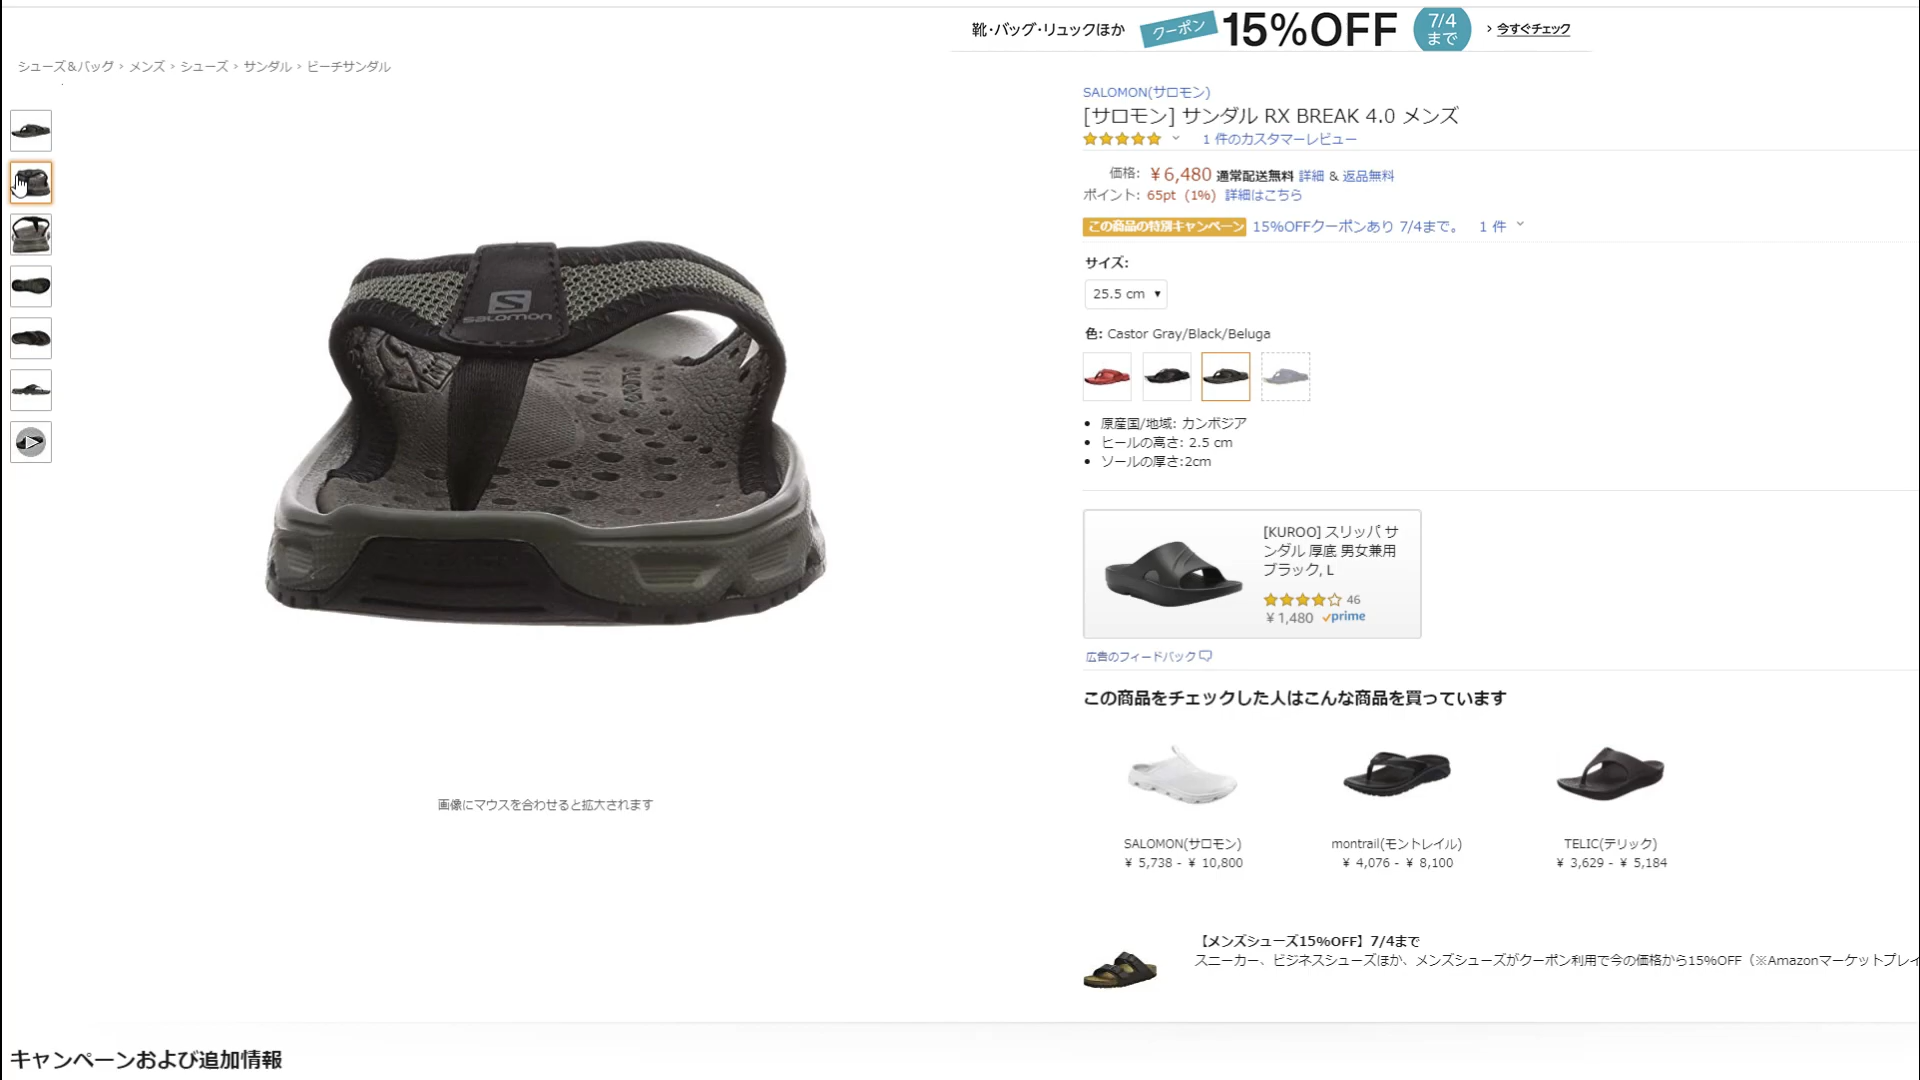 靴・バッグ・リュックほか クーポン 15%OFF 7/4まで › 今すぐチェック
シューズ&バッグ › メンズ › シューズ › サンダル › ビーチサンダル
SALOMON(サロモン)
[サロモン] サンダル RX BREAK 4.0 メンズ
1 件のカスタマーレビュー
価格: ¥6,480 通常配送無料 詳細 & 返品無料
ポイント: 65pt (1%) 詳細はこちら
この商品の特別キャンペーン 15%OFFクーポンあり 7/4まで。 1 件
サイズ:
25.5 cm
色: Castor Gray/Black/Beluga
salomon
原産国/地域: カンボジア
ヒールの高さ: 2.5 cm
ソールの厚さ:2cm
[KUROO] スリッパ サ
ンダル 厚底 男女兼用
ブラック, L
46
¥1,480 prime
広告のフィードバック
この商品をチェックした人はこんな商品を買っています
画像にマウスを合わせると拡大されます
SALOMON(サロモン)
¥ 5,738 - ¥ 10,800
montrail(モントレイル)
¥ 4,076 - ¥ 8,100
TELIC(テリック)
¥ 3,629 - ¥ 5,184
【メンズシューズ15%OFF】7/4まで
スニーカー、ビジネスシューズほか、メンズシューズがクーポン利用で今の価格から15%OFF（※Amazonマーケットプレイ
キャンペーンおよび追加情報